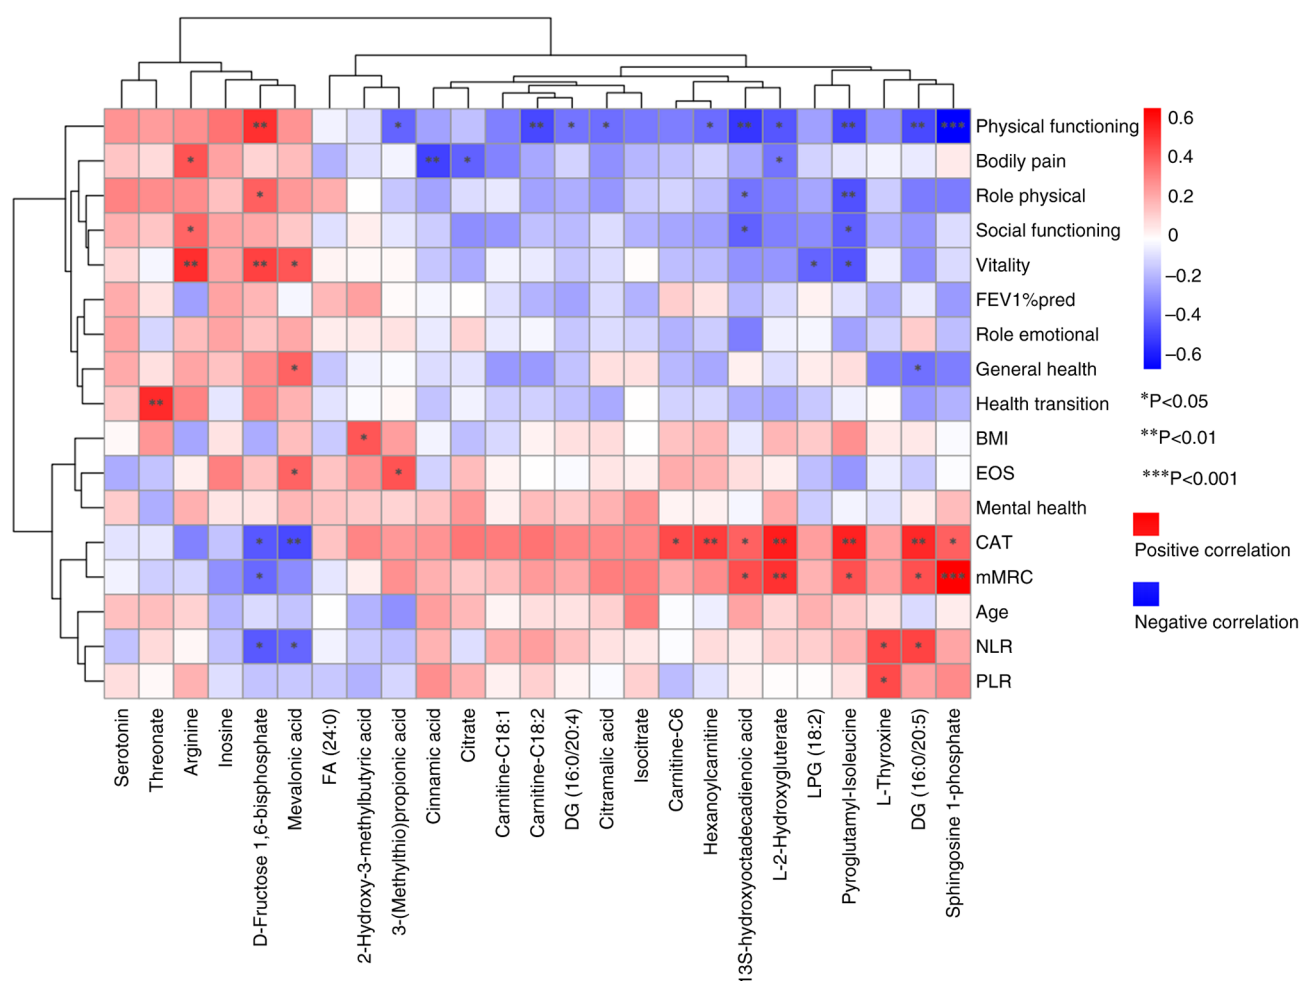 Physical functioning
Bodily pain
Role physical
Social functioning
Vitality
FEV1%pred
Role emotional
General health
Health transition
BMI
EOS
Mental health
CAT
mMRC
Age
NLR
PLR
0.6
0.4
0.2
0
−0.2
−0.4
−0.6
*P<0.05
**P<0.01
***P<0.001
Positive correlation
Negative correlation
Serotonin
Threonate
Arginine
Inosine
D-Fructose 1,6-bisphosphate
Mevalonic acid
FA (24:0)
2-Hydroxy-3-methylbutyric acid
3-(Methylthio)propionic acid
Cinnamic acid
Citrate
Carnitine-C18:1
Carnitine-C18:2
DG (16:0/20:4)
Citramalic acid
Isocitrate
Carnitine-C6
Hexanoylcarnitine
13S-hydroxyoctadecadienoic acid
L-2-Hydroxygluterate
LPG (18:2)
Pyroglutamyl-Isoleucine
L-Thyroxine
DG (16:0/20:5)
Sphingosine 1-phosphate